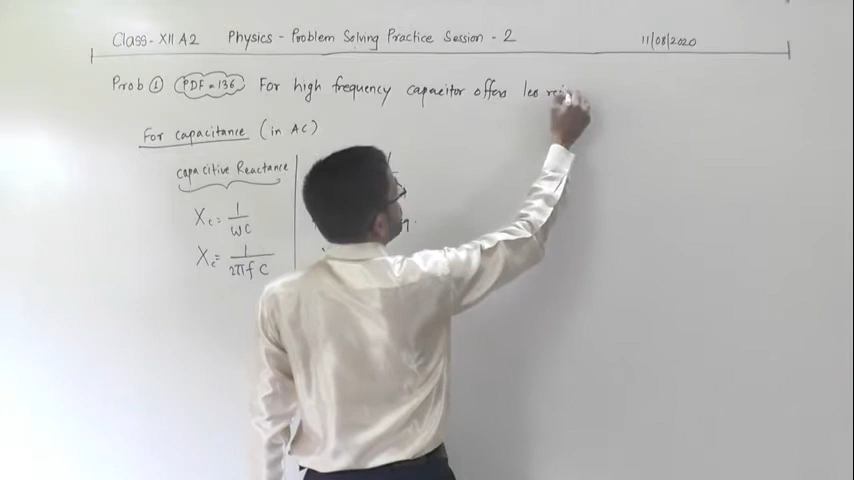 Class-XII A2 Physics - Problem Solving Practice Session - 2 11/08/2020
Prob ① PDF-136 For high frequency capacitor offers les
For capacitance (in AC)
capacitive Reactance
Xc = 1/ωC
Xc = 1/2πfC